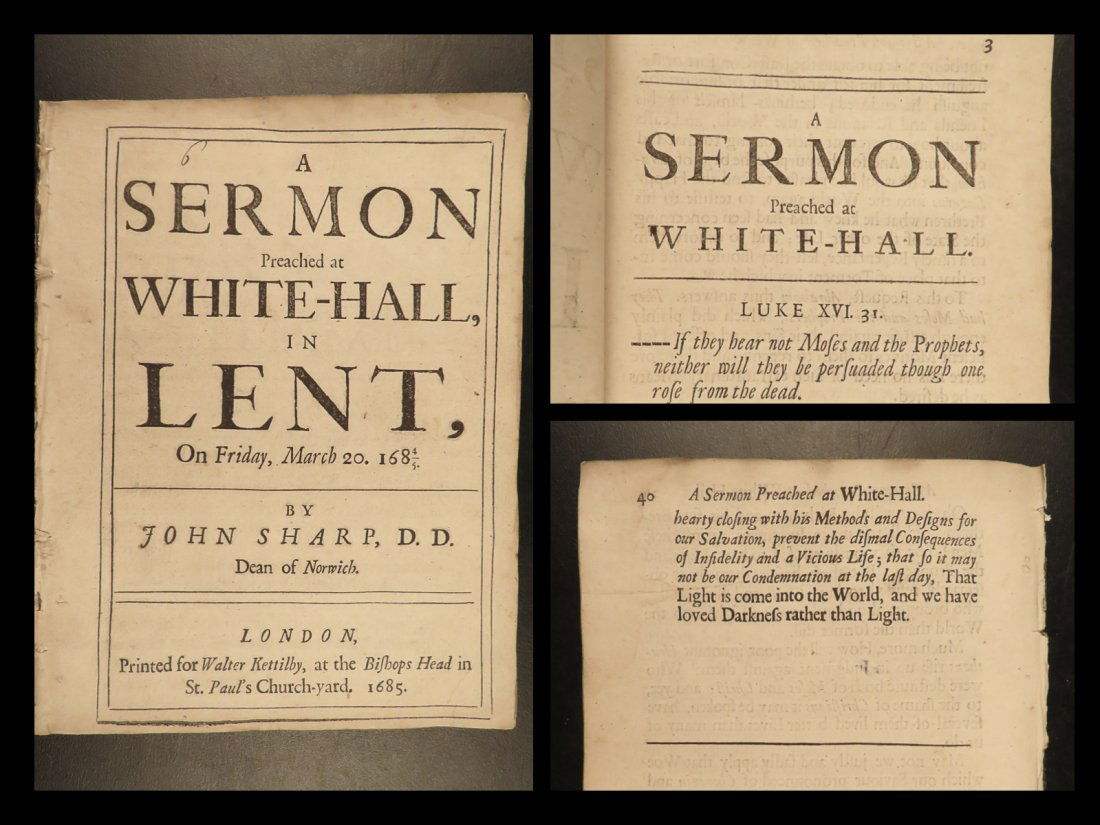 6
A
SERMON
Preached at
WHITE-HALL,
IN
LENT,
On Friday, March 20. 168⅘.
BY
JOHN SHARP, D. D.
Dean of Norwich.
LONDON,
Printed for Walter Kettilby, at the Biſhops Head in
St. Paul's Church-yard. 1685.
3
A
SERMON
Preached at
WHITE-HALL.
LUKE XVI. 31.
----If they hear not Moſes and the Prophets,
neither will they be perſuaded though one
roſe from the dead.
40 A Sermon Preached at White-Hall.
hearty cloſing with his Methods and Deſigns for
our Salvation, prevent the diſmal Conſequences
of Infidelity and a Vicious Life; that ſo it may
not be our Condemnation at the laſt day, That
Light is come into the World, and we have
loved Darkneſs rather than Light.